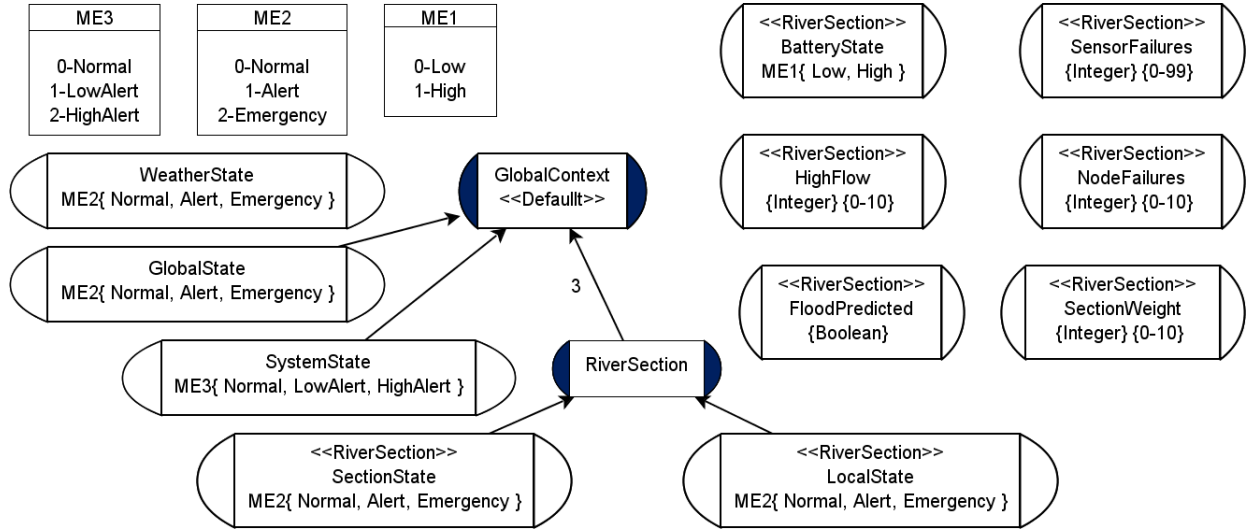 ME3
0-Normal
1-LowAlert
2-HighAlert
ME2
0-Normal
1-Alert
2-Emergency
ME1
0-Low
1-High
<<RiverSection>>
BatteryState
ME1{ Low, High }
<<RiverSection>>
SensorFailures
{Integer} {0-99}
WeatherState
ME2{ Normal, Alert, Emergency }
GlobalContext
<<Defaullt>>
<<RiverSection>>
HighFlow
{Integer} {0-10}
<<RiverSection>>
NodeFailures
{Integer} {0-10}
GlobalState
ME2{ Normal, Alert, Emergency }
3
<<RiverSection>>
FloodPredicted
{Boolean}
<<RiverSection>>
SectionWeight
{Integer} {0-10}
SystemState
ME3{ Normal, LowAlert, HighAlert }
RiverSection
<<RiverSection>>
SectionState
ME2{ Normal, Alert, Emergency }
<<RiverSection>>
LocalState
ME2{ Normal, Alert, Emergency }